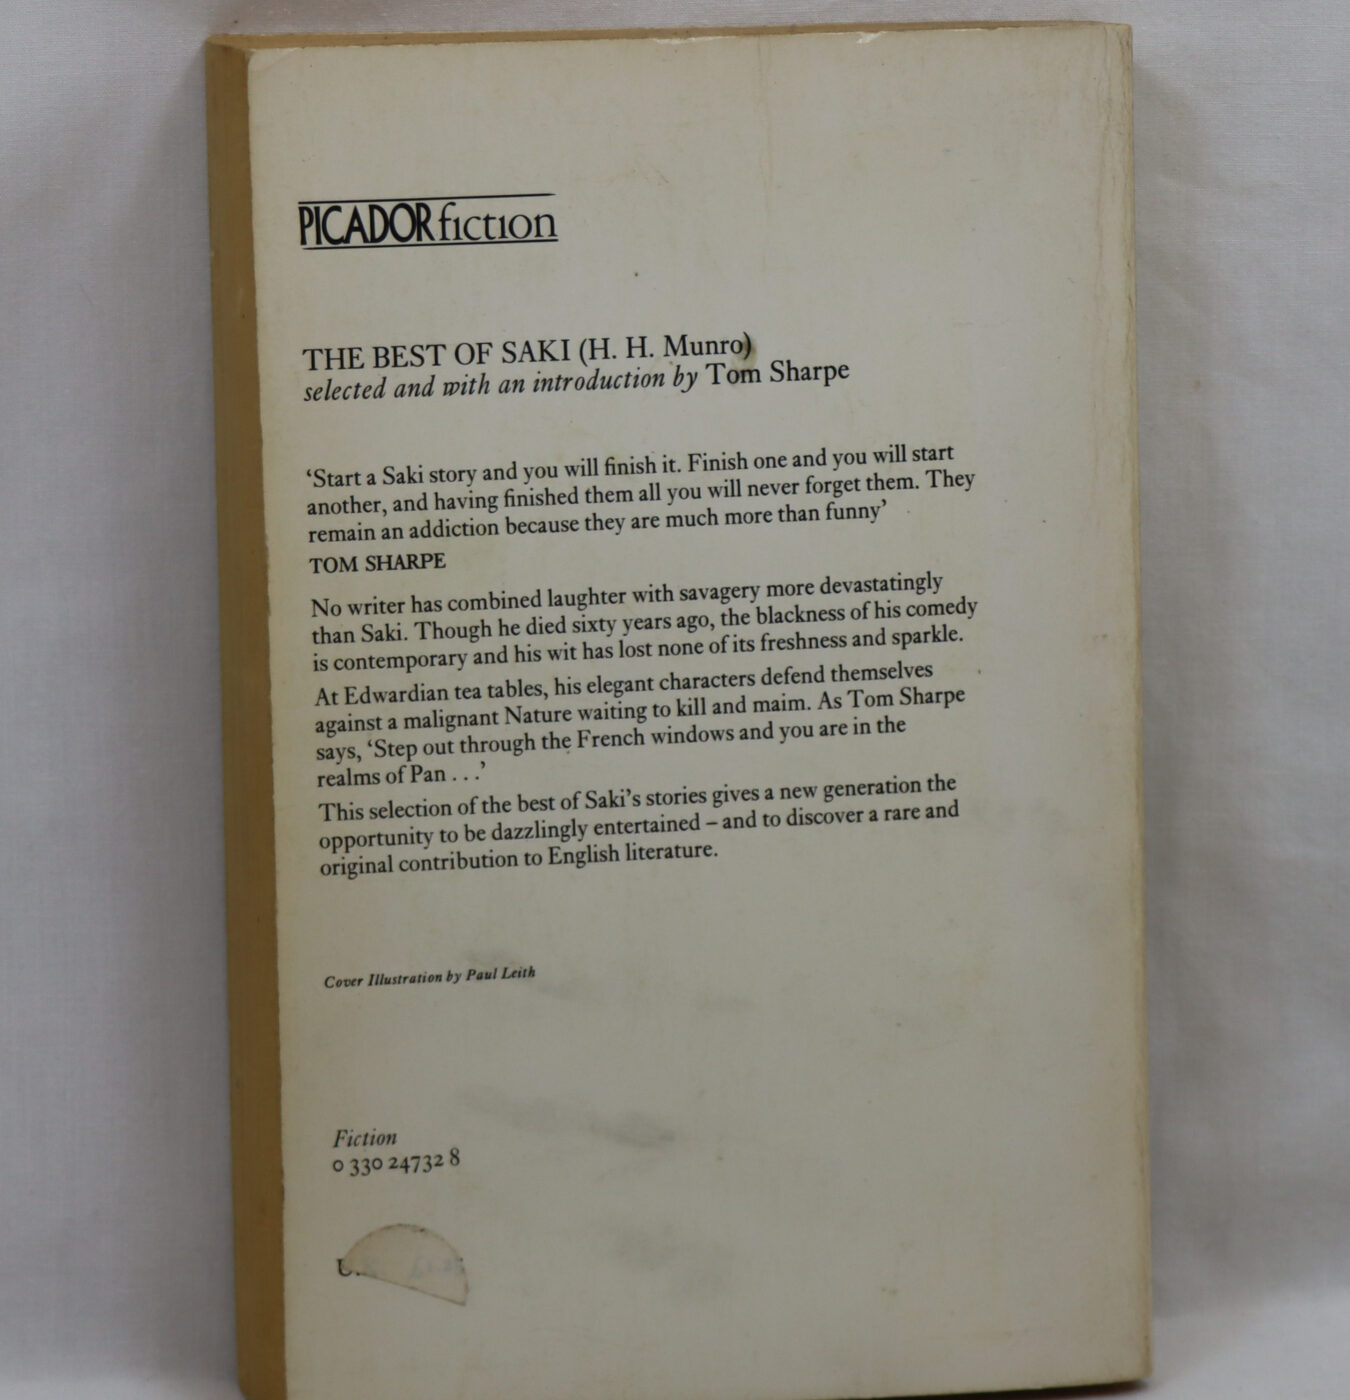 PICADOR fiction
THE BEST OF SAKI (H. H. Munro)
selected and with an introduction by Tom Sharpe
‘Start a Saki story and you will finish it. Finish one and you will start
another, and having finished them all you will never forget them. They
remain an addiction because they are much more than funny’
TOM SHARPE
No writer has combined laughter with savagery more devastatingly
than Saki. Though he died sixty years ago, the blackness of his comedy
is contemporary and his wit has lost none of its freshness and sparkle.
At Edwardian tea tables, his elegant characters defend themselves
against a malignant Nature waiting to kill and maim. As Tom Sharpe
says, ‘Step out through the French windows and you are in the
realms of Pan . . .’
This selection of the best of Saki’s stories gives a new generation the
opportunity to be dazzlingly entertained – and to discover a rare and
original contribution to English literature.
Cover Illustration by Paul Leith
Fiction
0 330 24732 8